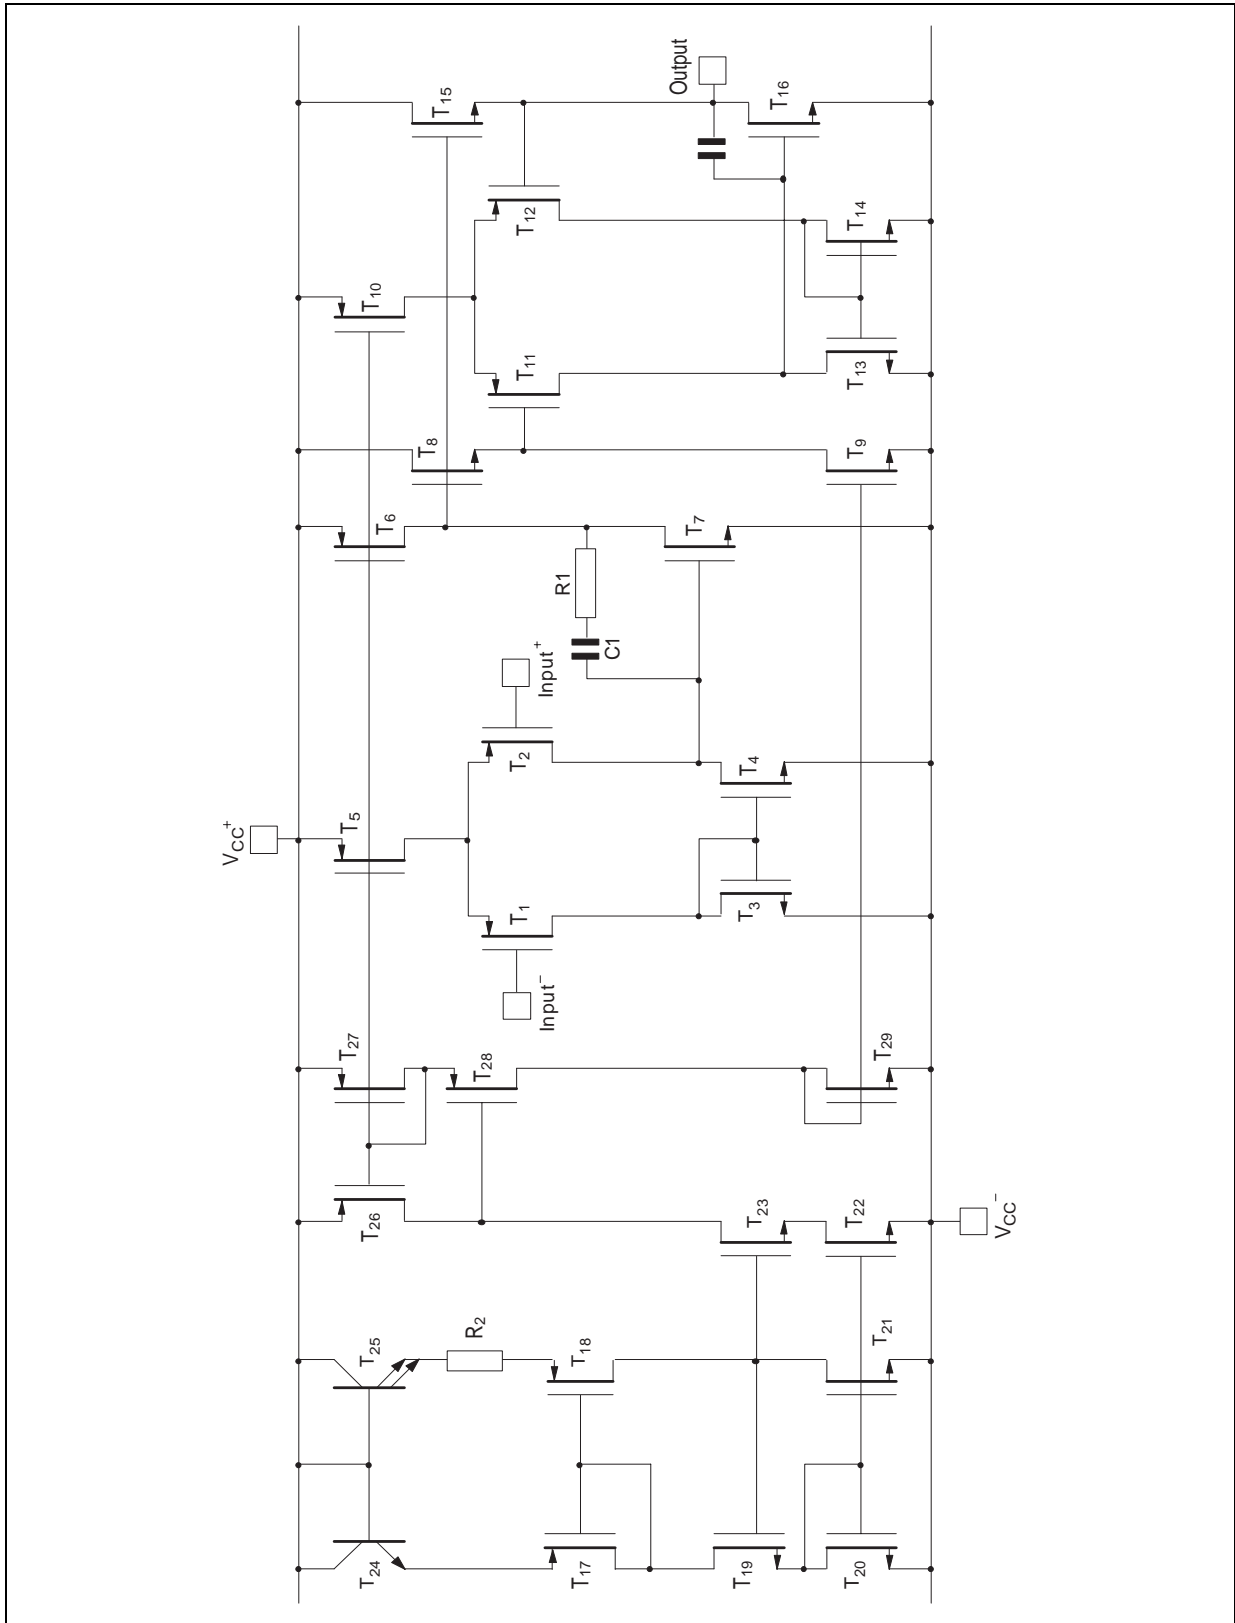 T24
T25
R2
T17
T18
T19
T20
T21
T26
T23
T22
VCC-
T27
T28
T29
Input-
T1
VCC+
T5
T2
Input+
T3
T4
C1
R1
T6
T7
T8
T9
T10
T11
T12
T13
T14
T15
Output
T16